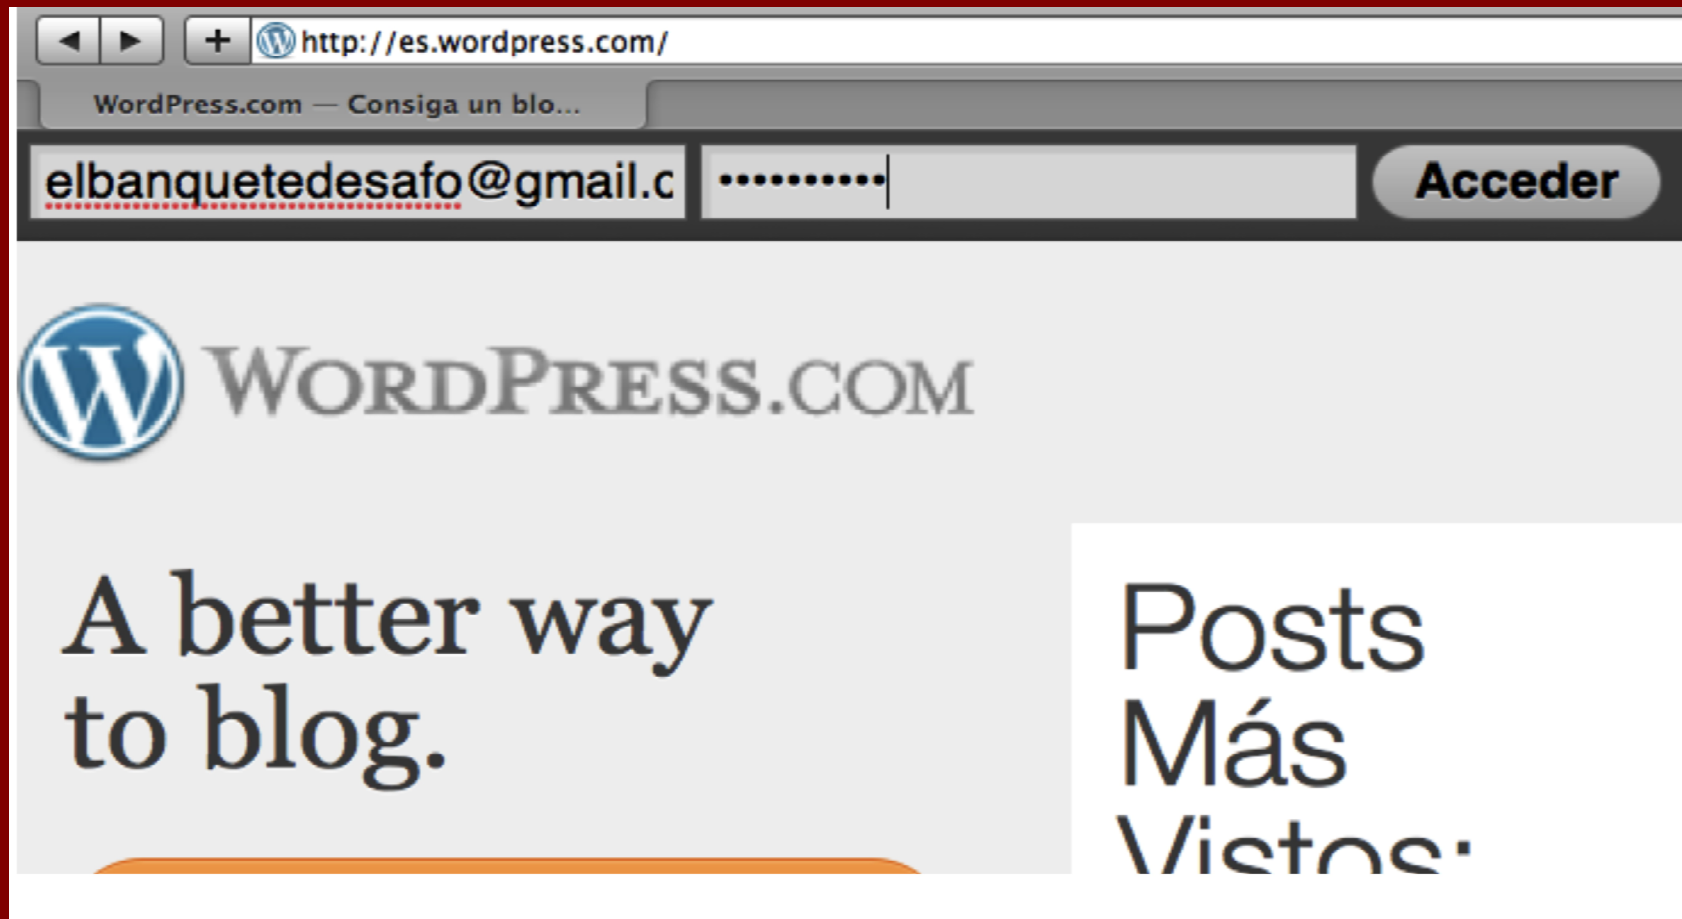 http://es.wordpress.com/
WordPress.com — Consiga un blo...
elbanquetedesafo@gmail.c •••••••••• Acceder
WORDPRESS.COM
A better way
to blog.
Posts
Más
Vistos: